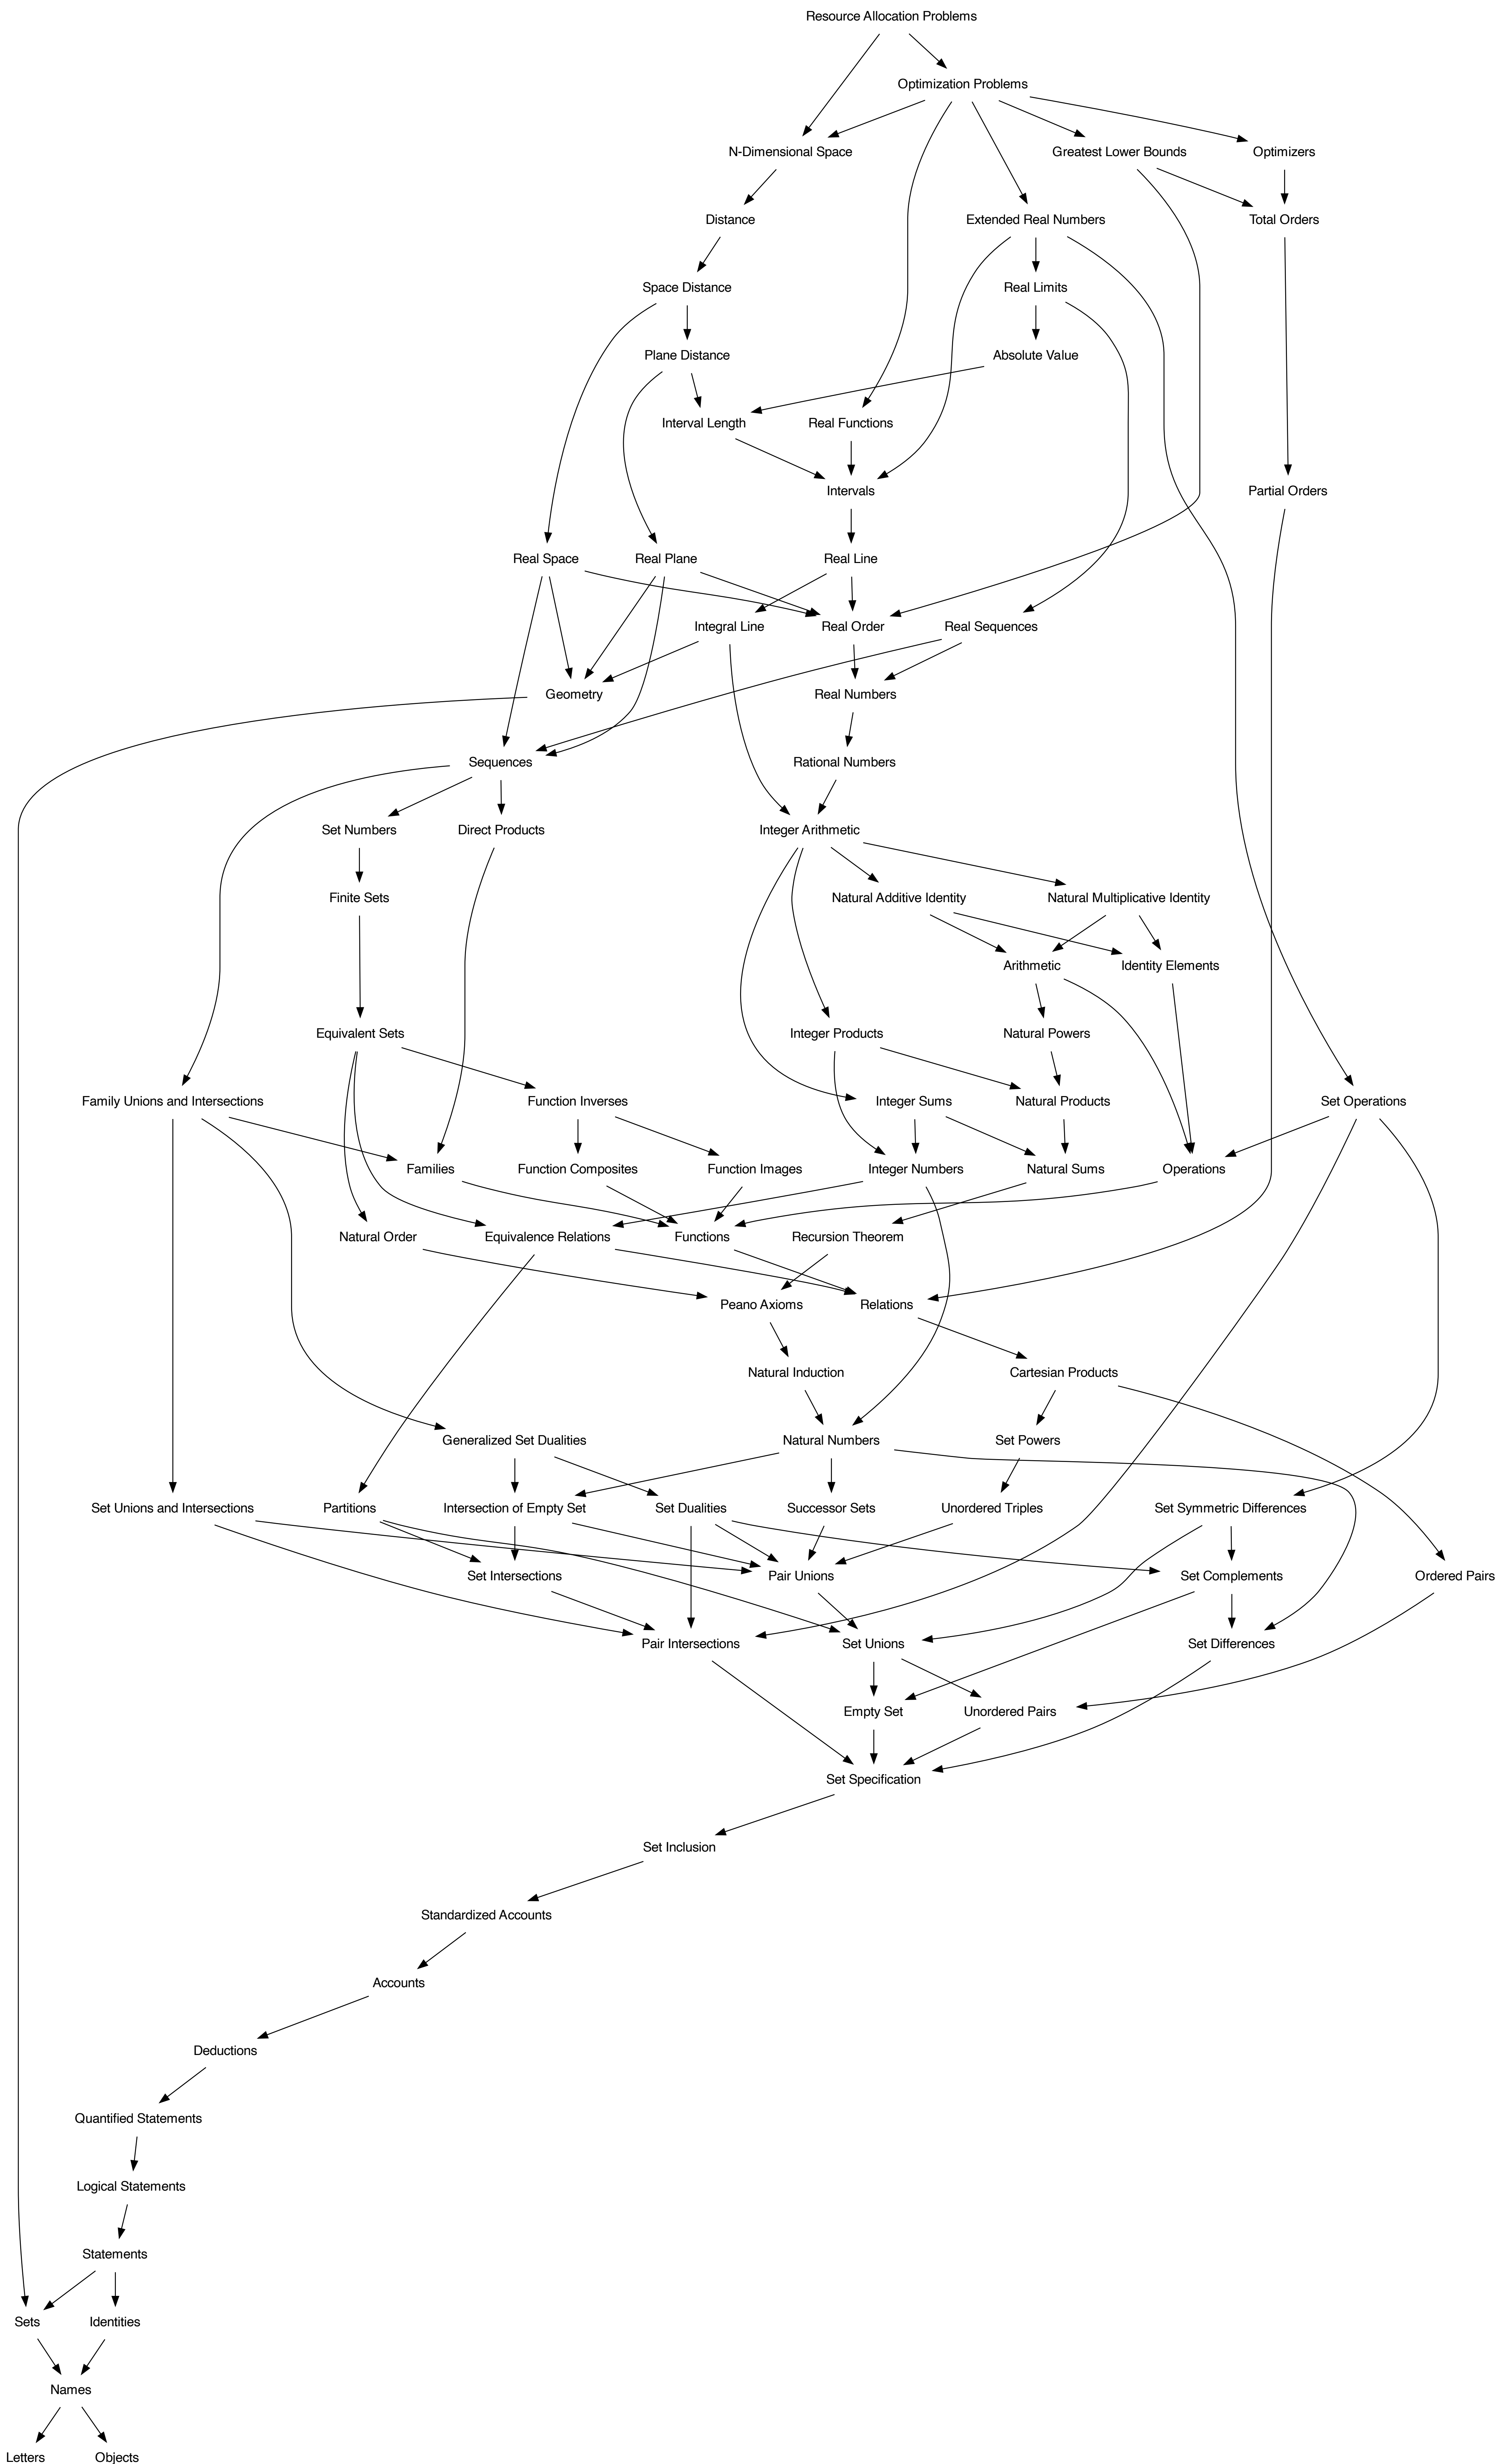 Resource Allocation Problems
Optimization Problems
N-Dimensional Space
Greatest Lower Bounds
Optimizers
Distance
Extended Real Numbers
Total Orders
Space Distance
Real Limits
Plane Distance
Absolute Value
Interval Length
Real Functions
Intervals
Partial Orders
Real Space
Real Plane
Real Line
Integral Line
Real Order
Real Sequences
Geometry
Real Numbers
Sequences
Rational Numbers
Set Numbers
Direct Products
Integer Arithmetic
Finite Sets
Natural Additive Identity
Natural Multiplicative Identity
Arithmetic
Identity Elements
Equivalent Sets
Integer Products
Natural Powers
Family Unions and Intersections
Function Inverses
Integer Sums
Natural Products
Set Operations
Families
Function Composites
Function Images
Integer Numbers
Natural Sums
Operations
Natural Order
Equivalence Relations
Functions
Recursion Theorem
Peano Axioms
Relations
Natural Induction
Cartesian Products
Generalized Set Dualities
Natural Numbers
Set Powers
Set Unions and Intersections
Partitions
Intersection of Empty Set
Set Dualities
Successor Sets
Unordered Triples
Set Symmetric Differences
Set Intersections
Pair Unions
Set Complements
Ordered Pairs
Pair Intersections
Set Unions
Set Differences
Empty Set
Unordered Pairs
Set Specification
Set Inclusion
Standardized Accounts
Accounts
Deductions
Quantified Statements
Logical Statements
Statements
Sets
Identities
Names
Letters
Objects